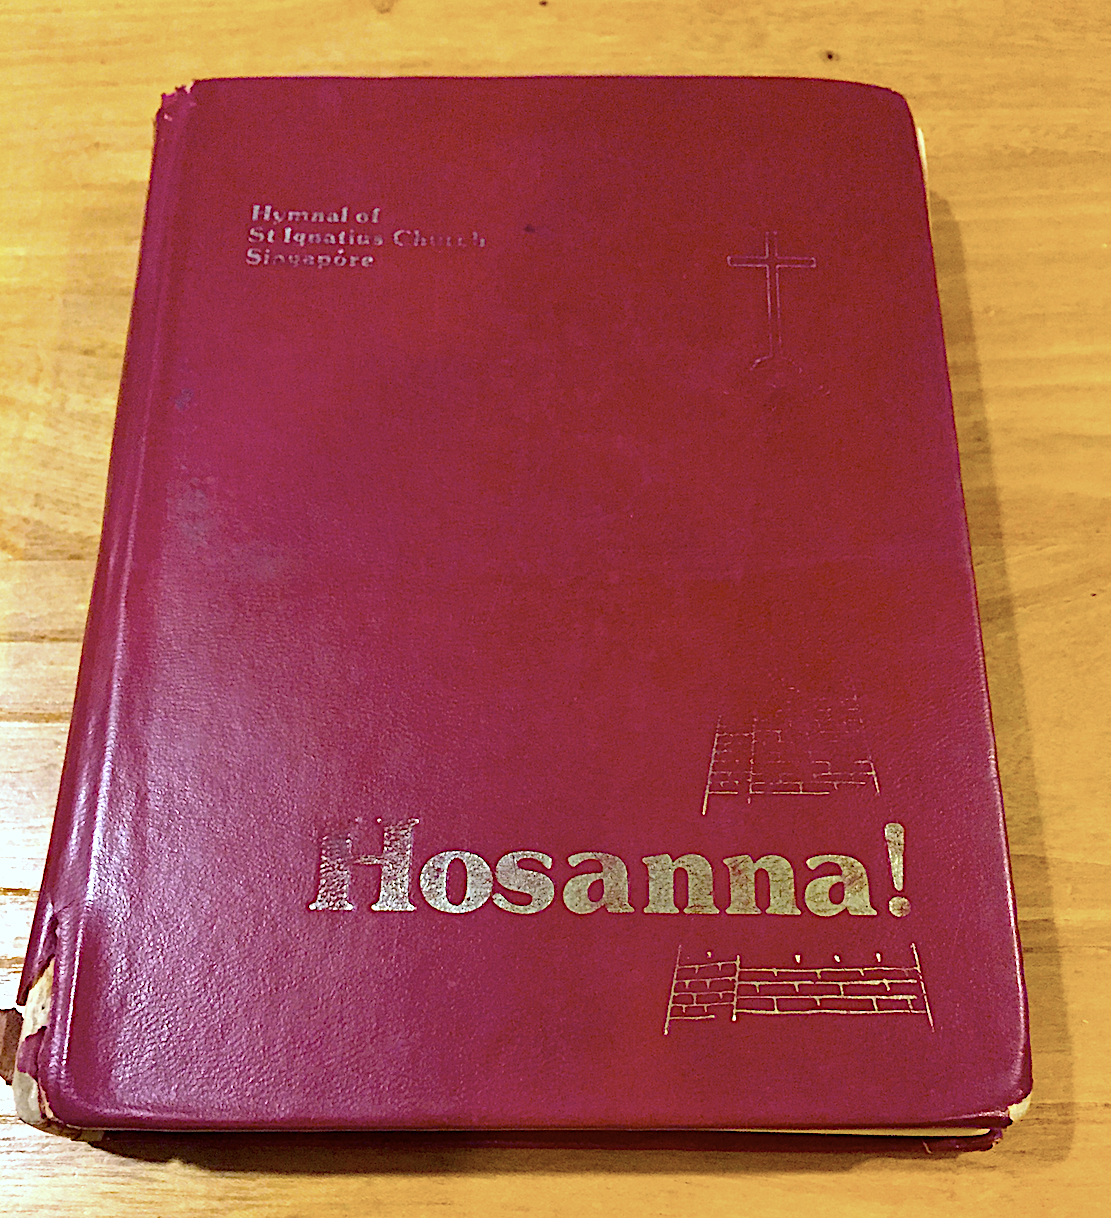 Hymnal of
St Ignatius Church
Singapore
Hosanna!